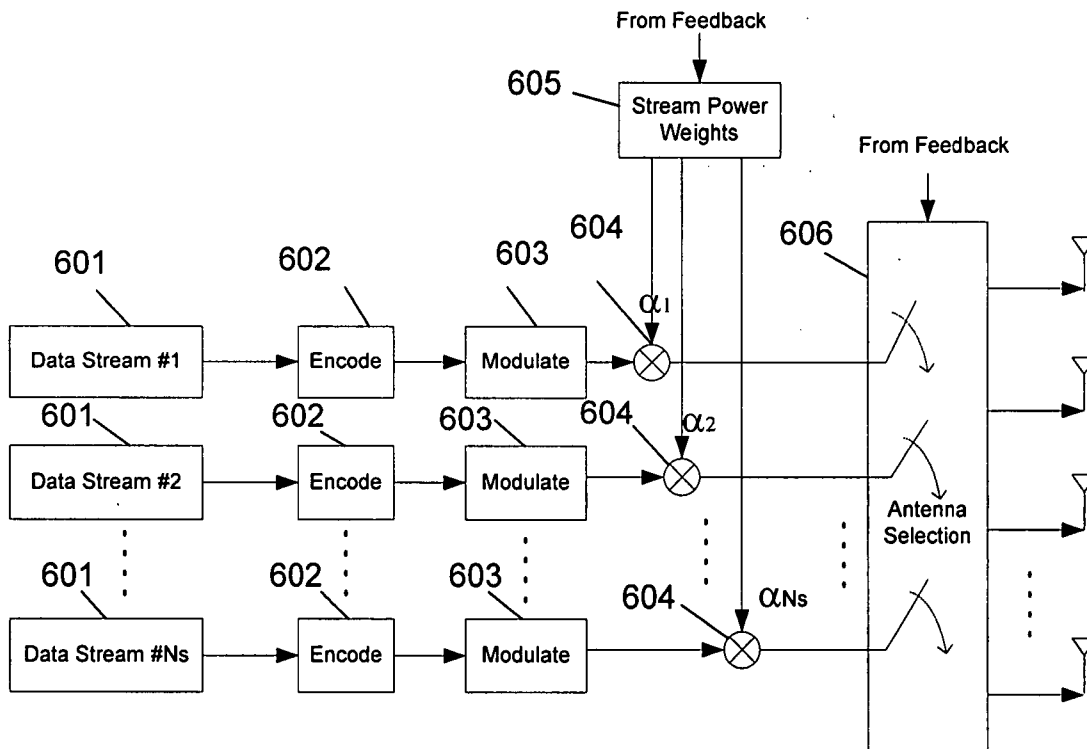 From Feedback
605
Stream Power
Weights
From Feedback
604
606
601
602
603
α1
Data Stream #1
Encode
Modulate
601
602
603
604
α2
Data Stream #2
Encode
Modulate
Antenna
Selection
601
602
603
604
αNs
Data Stream #Ns
Encode
Modulate